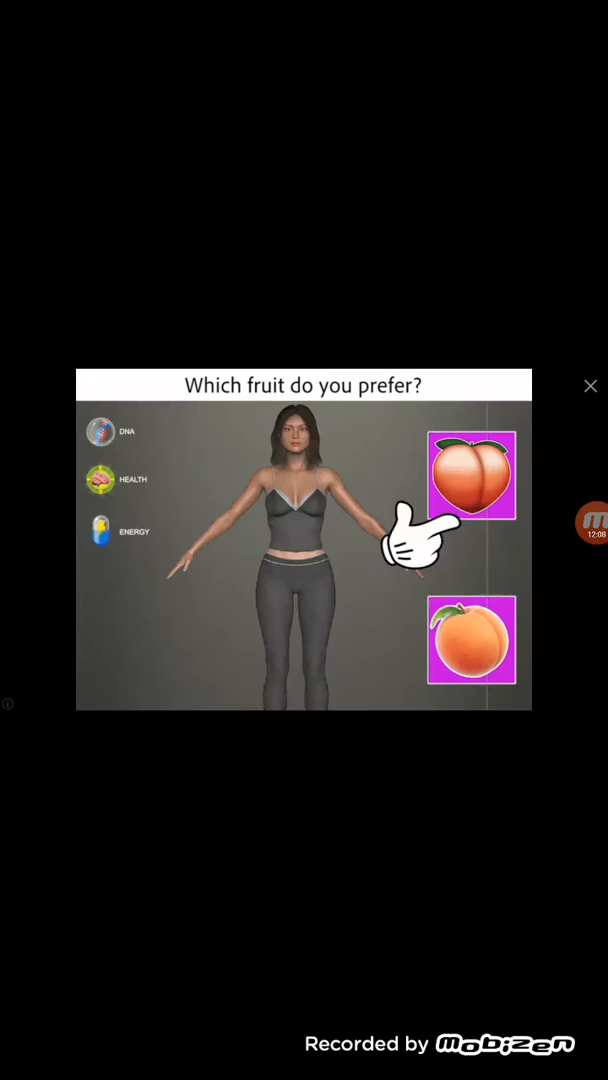 Which fruit do you prefer?
DNA
HEALTH
ENERGY
12:08
Recorded by mobizen